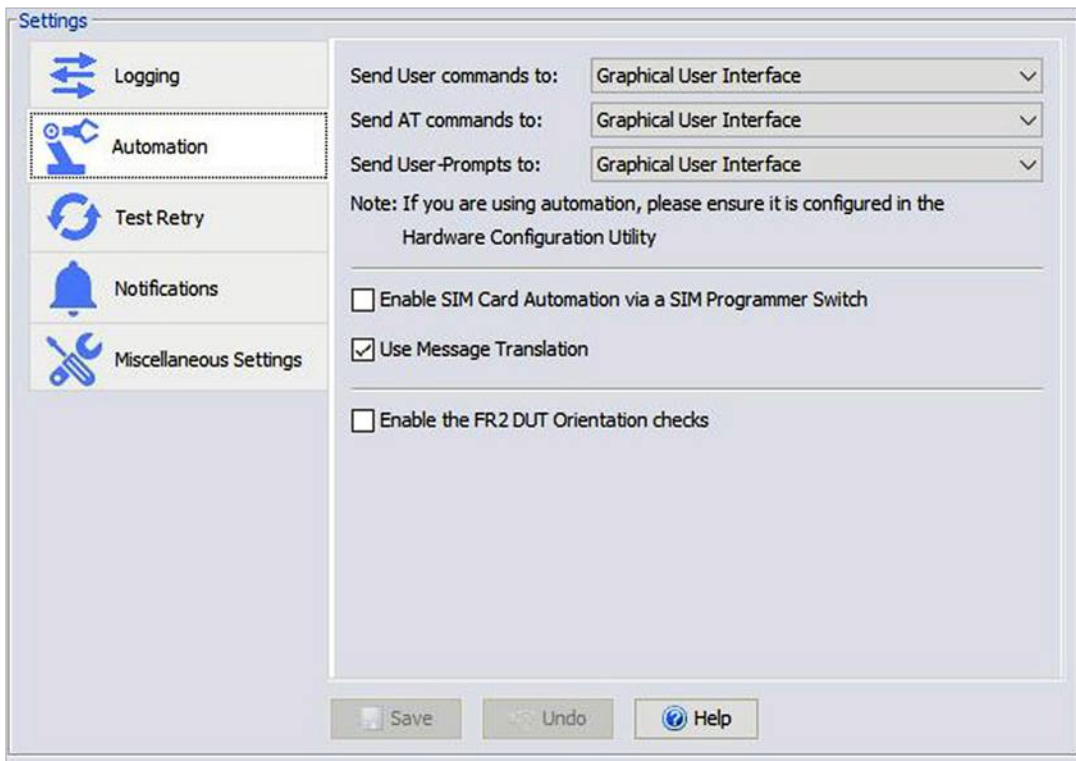 Settings
Logging
Automation
Test Retry
Notifications
Miscellaneous Settings
Send User commands to: Graphical User Interface
Send AT commands to: Graphical User Interface
Send User-Prompts to: Graphical User Interface
Note: If you are using automation, please ensure it is configured in the
Hardware Configuration Utility
Enable SIM Card Automation via a SIM Programmer Switch
Use Message Translation
Enable the FR2 DUT Orientation checks
Save Undo Help